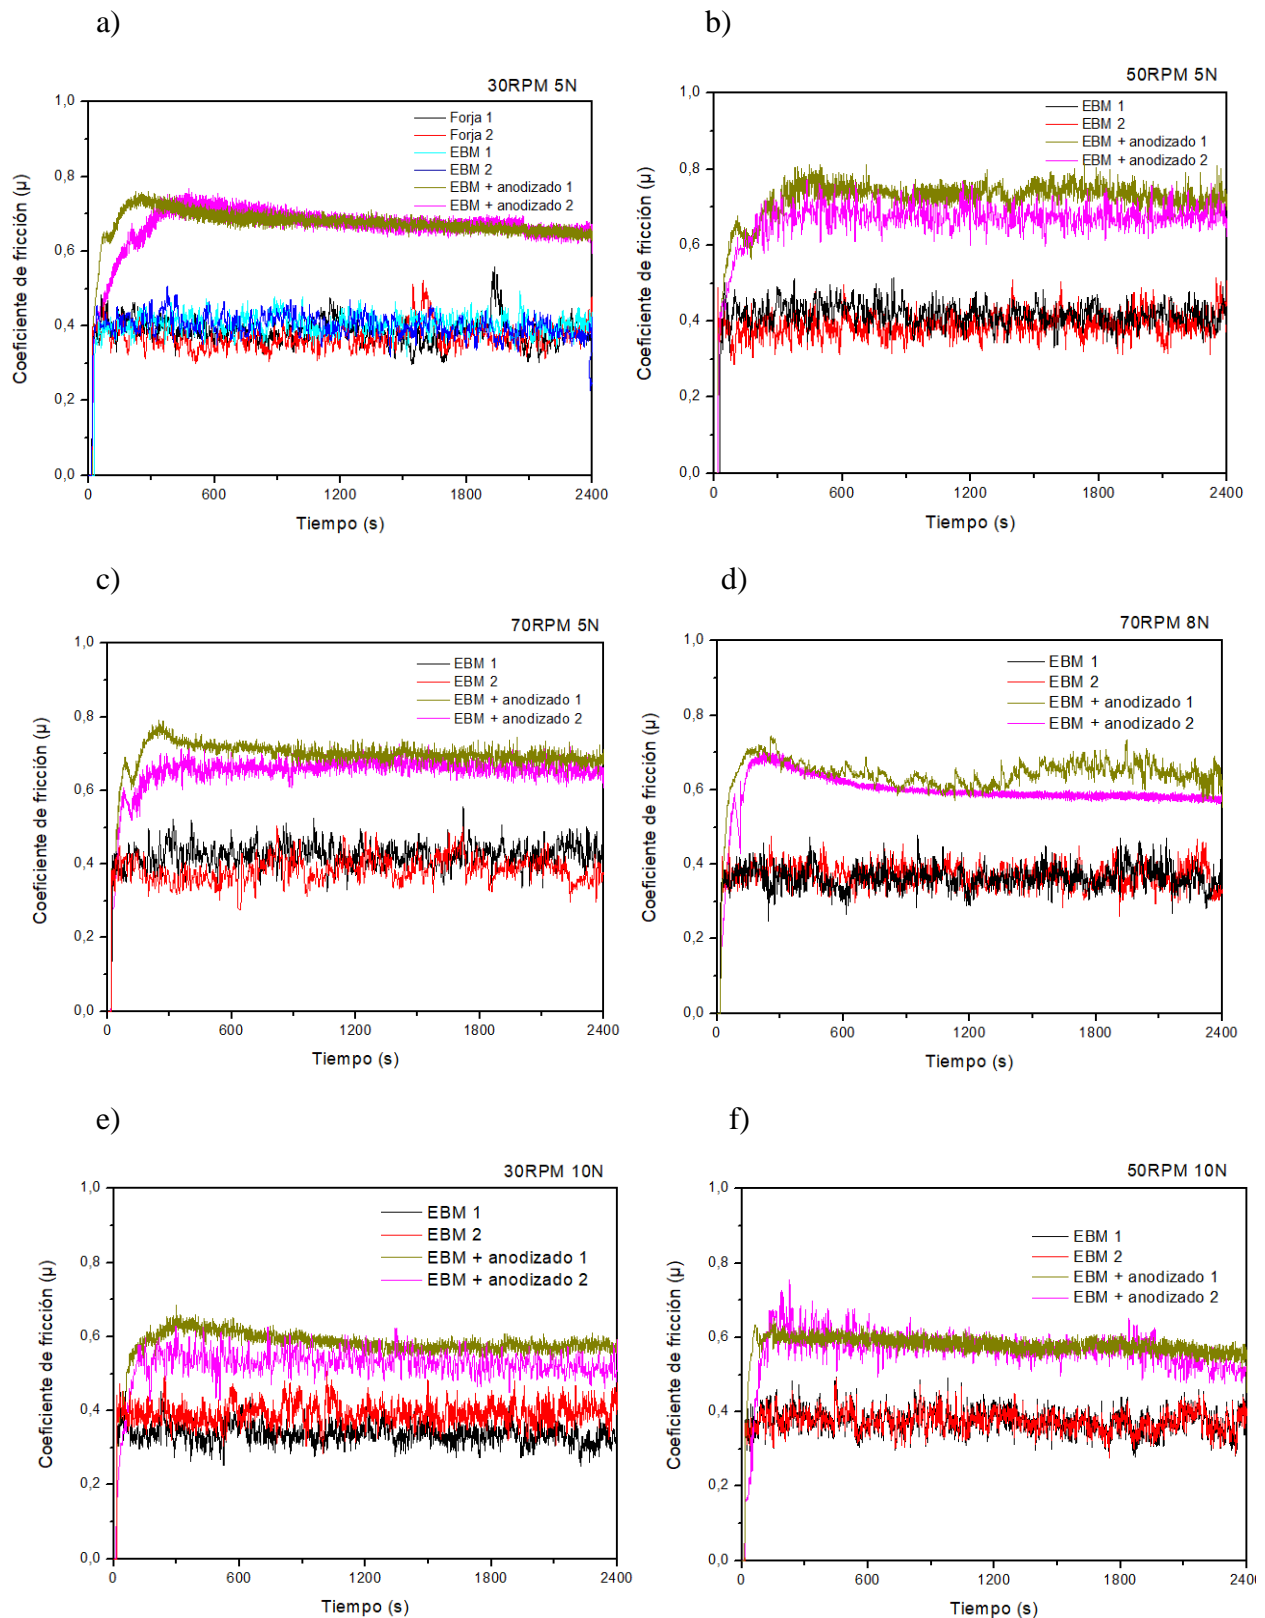 a)
30RPM 5N
Forja 1
Forja 2
EBM 1
EBM 2
EBM + anodizado 1
EBM + anodizado 2
Coeficiente de fricción (μ)
1,0
0,8
0,6
0,4
0,2
0,0
0 600 1200 1800 2400
Tiempo (s)
b)
50RPM 5N
EBM 1
EBM 2
EBM + anodizado 1
EBM + anodizado 2
Coeficiente de fricción (μ)
1,0
0,8
0,6
0,4
0,2
0,0
0 600 1200 1800 2400
Tiempo (s)
c)
70RPM 5N
EBM 1
EBM 2
EBM + anodizado 1
EBM + anodizado 2
Coeficiente de fricción (μ)
1,0
0,8
0,6
0,4
0,2
0,0
0 600 1200 1800 2400
Tiempo (s)
d)
70RPM 8N
EBM 1
EBM 2
EBM + anodizado 1
EBM + anodizado 2
Coeficiente de fricción (μ)
1,0
0,8
0,6
0,4
0,2
0,0
0 600 1200 1800 2400
Tiempo (s)
e)
30RPM 10N
EBM 1
EBM 2
EBM + anodizado 1
EBM + anodizado 2
Coeficiente de fricción (μ)
1,0
0,8
0,6
0,4
0,2
0,0
0 600 1200 1800 2400
Tiempo (s)
f)
50RPM 10N
EBM 1
EBM 2
EBM + anodizado 1
EBM + anodizado 2
Coeficiente de fricción (μ)
1,0
0,8
0,6
0,4
0,2
0,0
0 600 1200 1800 2400
Tiempo (s)